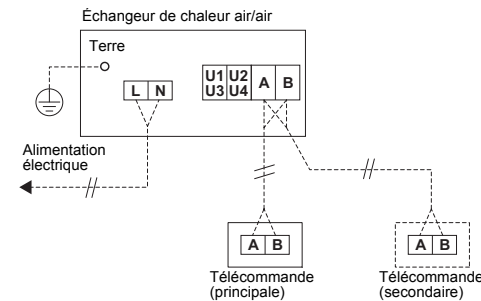 Échangeur de chaleur air/air
Terre
L N
U1 U2 A B
U3 U4
Alimentation
électrique
A B
A B
Télécommande
(principale)
Télécommande
(secondaire)